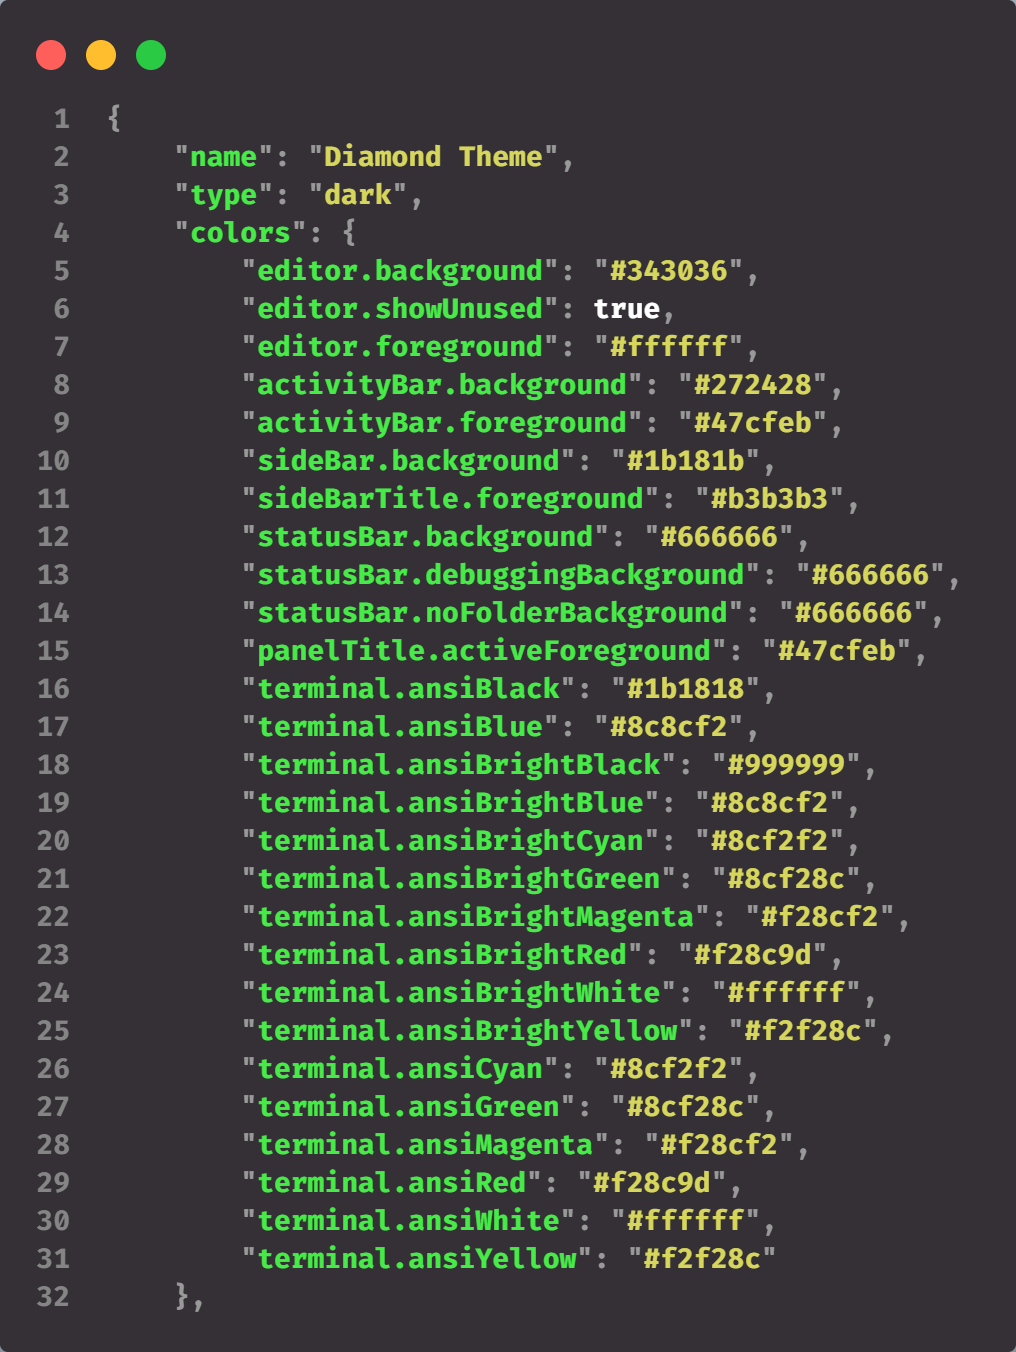 1 {
2 "name": "Diamond Theme",
3 "type": "dark",
4 "colors": {
5 "editor.background": "#343036",
6 "editor.showUnused": true,
7 "editor.foreground": "#ffffff",
8 "activityBar.background": "#272428",
9 "activityBar.foreground": "#47cfeb",
10 "sideBar.background": "#1b181b",
11 "sideBarTitle.foreground": "#b3b3b3",
12 "statusBar.background": "#666666",
13 "statusBar.debuggingBackground": "#666666",
14 "statusBar.noFolderBackground": "#666666",
15 "panelTitle.activeForeground": "#47cfeb",
16 "terminal.ansiBlack": "#1b1818",
17 "terminal.ansiBlue": "#8c8cf2",
18 "terminal.ansiBrightBlack": "#999999",
19 "terminal.ansiBrightBlue": "#8c8cf2",
20 "terminal.ansiBrightCyan": "#8cf2f2",
21 "terminal.ansiBrightGreen": "#8cf28c",
22 "terminal.ansiBrightMagenta": "#f28cf2",
23 "terminal.ansiBrightRed": "#f28c9d",
24 "terminal.ansiBrightWhite": "#ffffff",
25 "terminal.ansiBrightYellow": "#f2f28c",
26 "terminal.ansiCyan": "#8cf2f2",
27 "terminal.ansiGreen": "#8cf28c",
28 "terminal.ansiMagenta": "#f28cf2",
29 "terminal.ansiRed": "#f28c9d",
30 "terminal.ansiWhite": "#ffffff",
31 "terminal.ansiYellow": "#f2f28c"
32 },